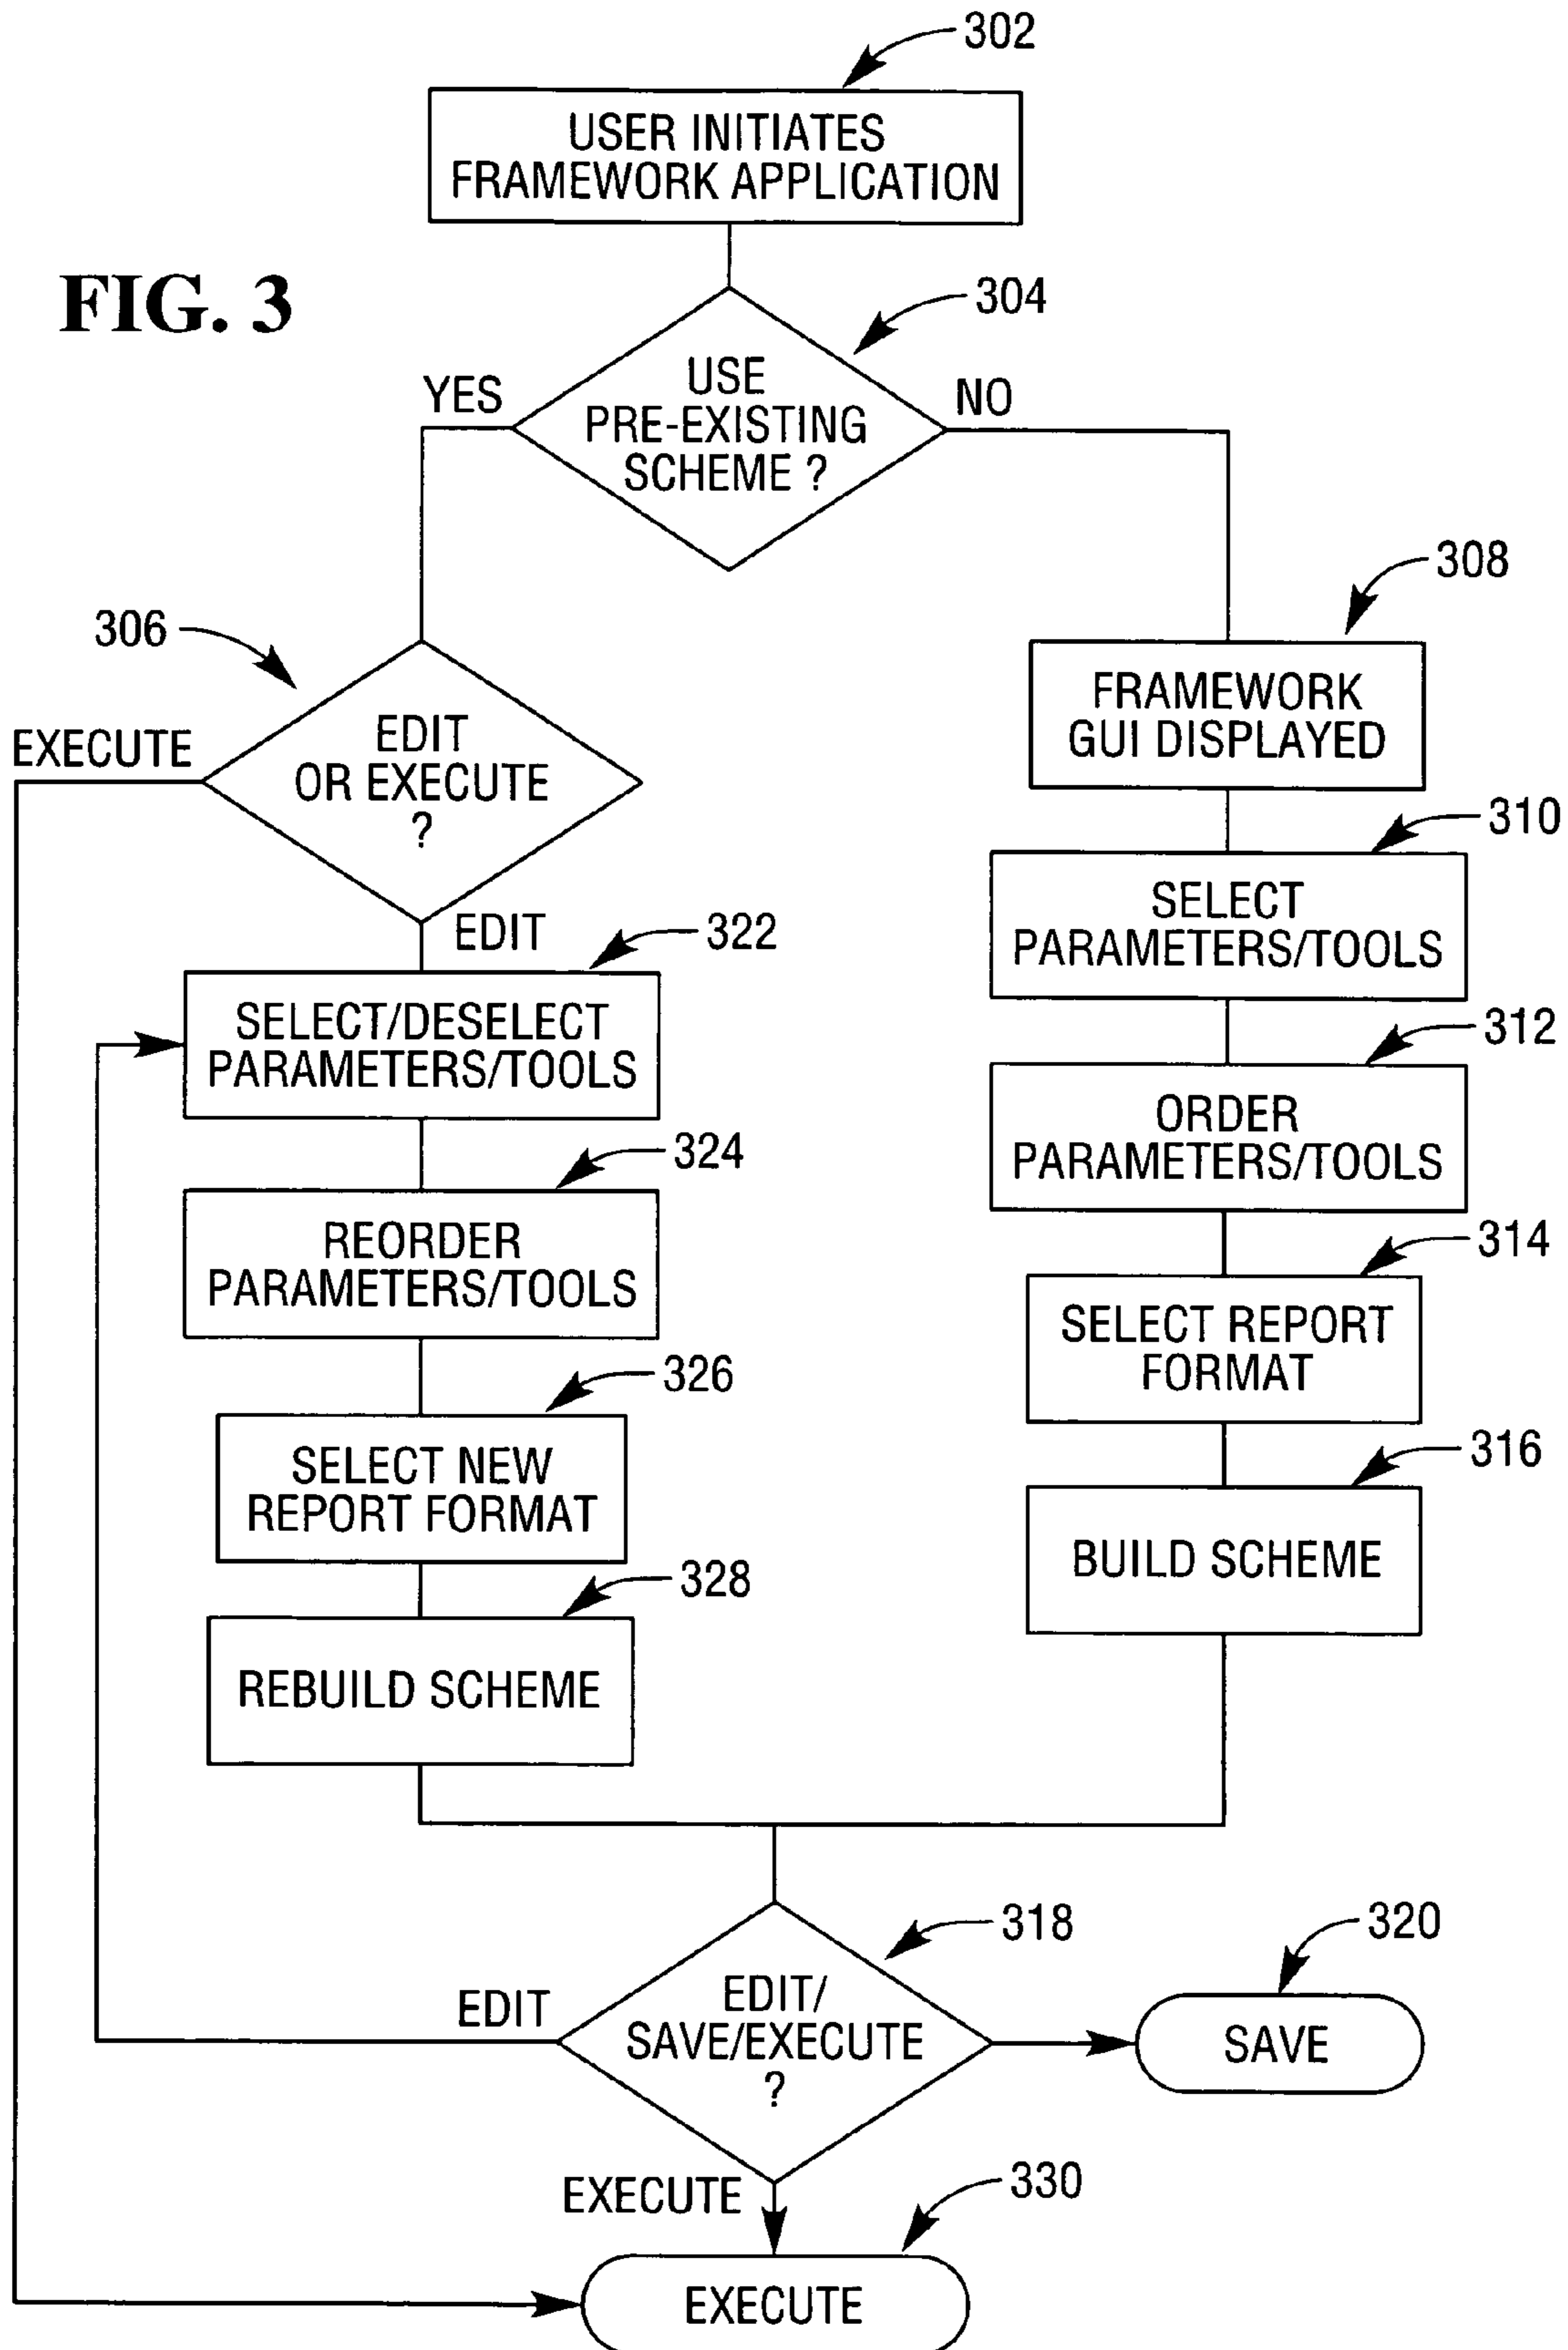 302
USER INITIATES
FRAMEWORK APPLICATION
FIG. 3
304
USE
PRE-EXISTING
SCHEME ?
YES
NO
308
306
FRAMEWORK
GUI DISPLAYED
EXECUTE
EDIT
OR EXECUTE
?
310
SELECT
PARAMETERS/TOOLS
EDIT
322
SELECT/DESELECT
PARAMETERS/TOOLS
312
ORDER
PARAMETERS/TOOLS
324
REORDER
PARAMETERS/TOOLS
314
SELECT REPORT
FORMAT
326
SELECT NEW
REPORT FORMAT
316
BUILD SCHEME
328
REBUILD SCHEME
318
320
EDIT
EDIT/
SAVE/EXECUTE
?
SAVE
EXECUTE
330
EXECUTE